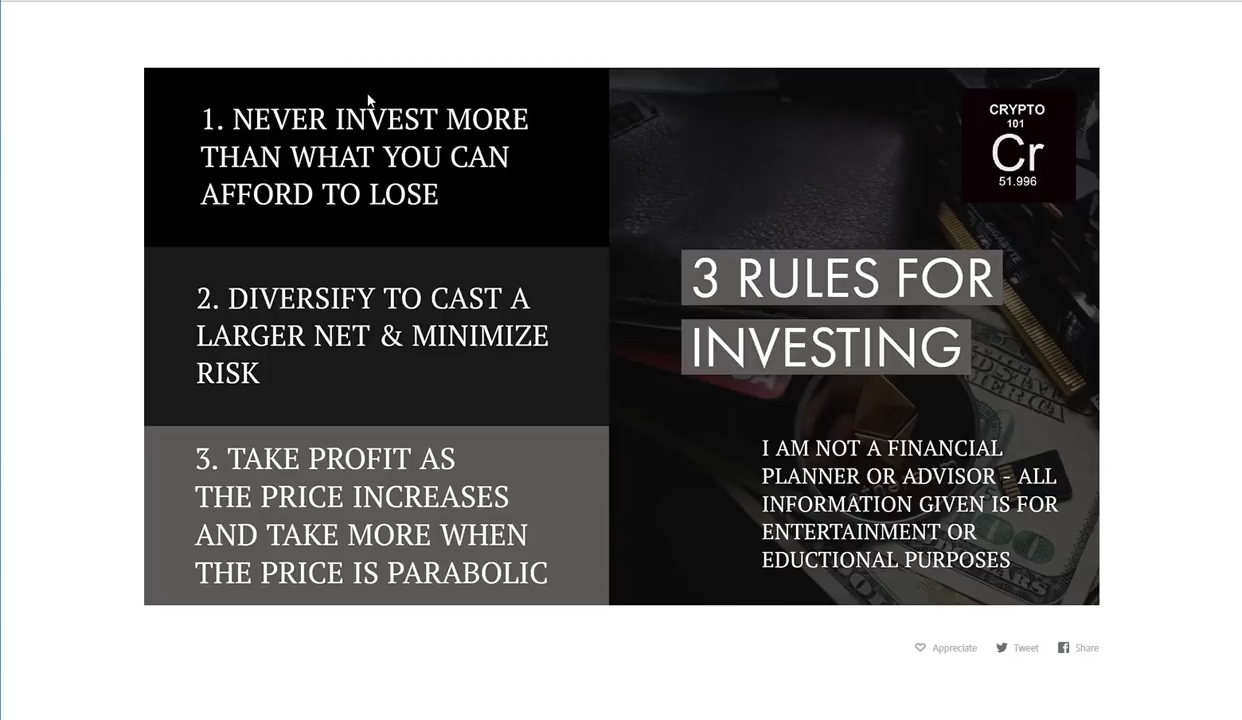 1. NEVER INVEST MORE
THAN WHAT YOU CAN
AFFORD TO LOSE
2. DIVERSIFY TO CAST A
LARGER NET & MINIMIZE
RISK
3. TAKE PROFIT AS
THE PRICE INCREASES
AND TAKE MORE WHEN
THE PRICE IS PARABOLIC
CRYPTO
101
Cr
51.996
3 RULES FOR
INVESTING
I AM NOT A FINANCIAL
PLANNER OR ADVISOR - ALL
INFORMATION GIVEN IS FOR
ENTERTAINMENT OR
EDUCTIONAL PURPOSES
Appreciate
Tweet
Share